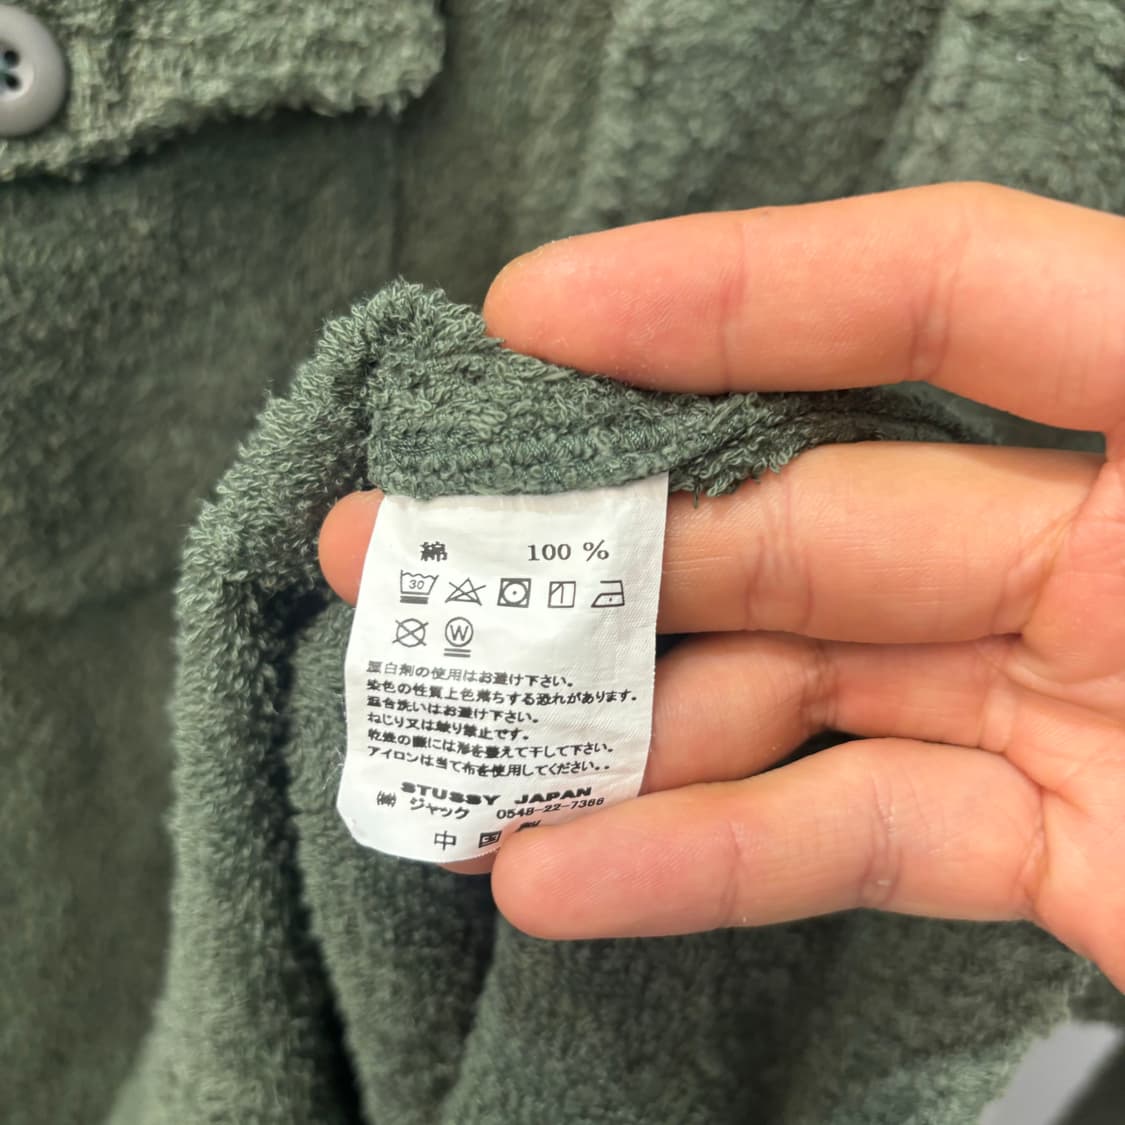 綿 100 %
30
W
蛍白剤の使用はお避け下さい。
染色の性質上色落ちする恐れがあります。
混合洗いはお避け下さい。
ねじり又は絞り禁止です。
乾燥の際には形を整えて干して下さい。
アイロンは当て布を使用してください。.
STUSSY JAPAN
㈱ ジャック 0548-22-7366
中 国